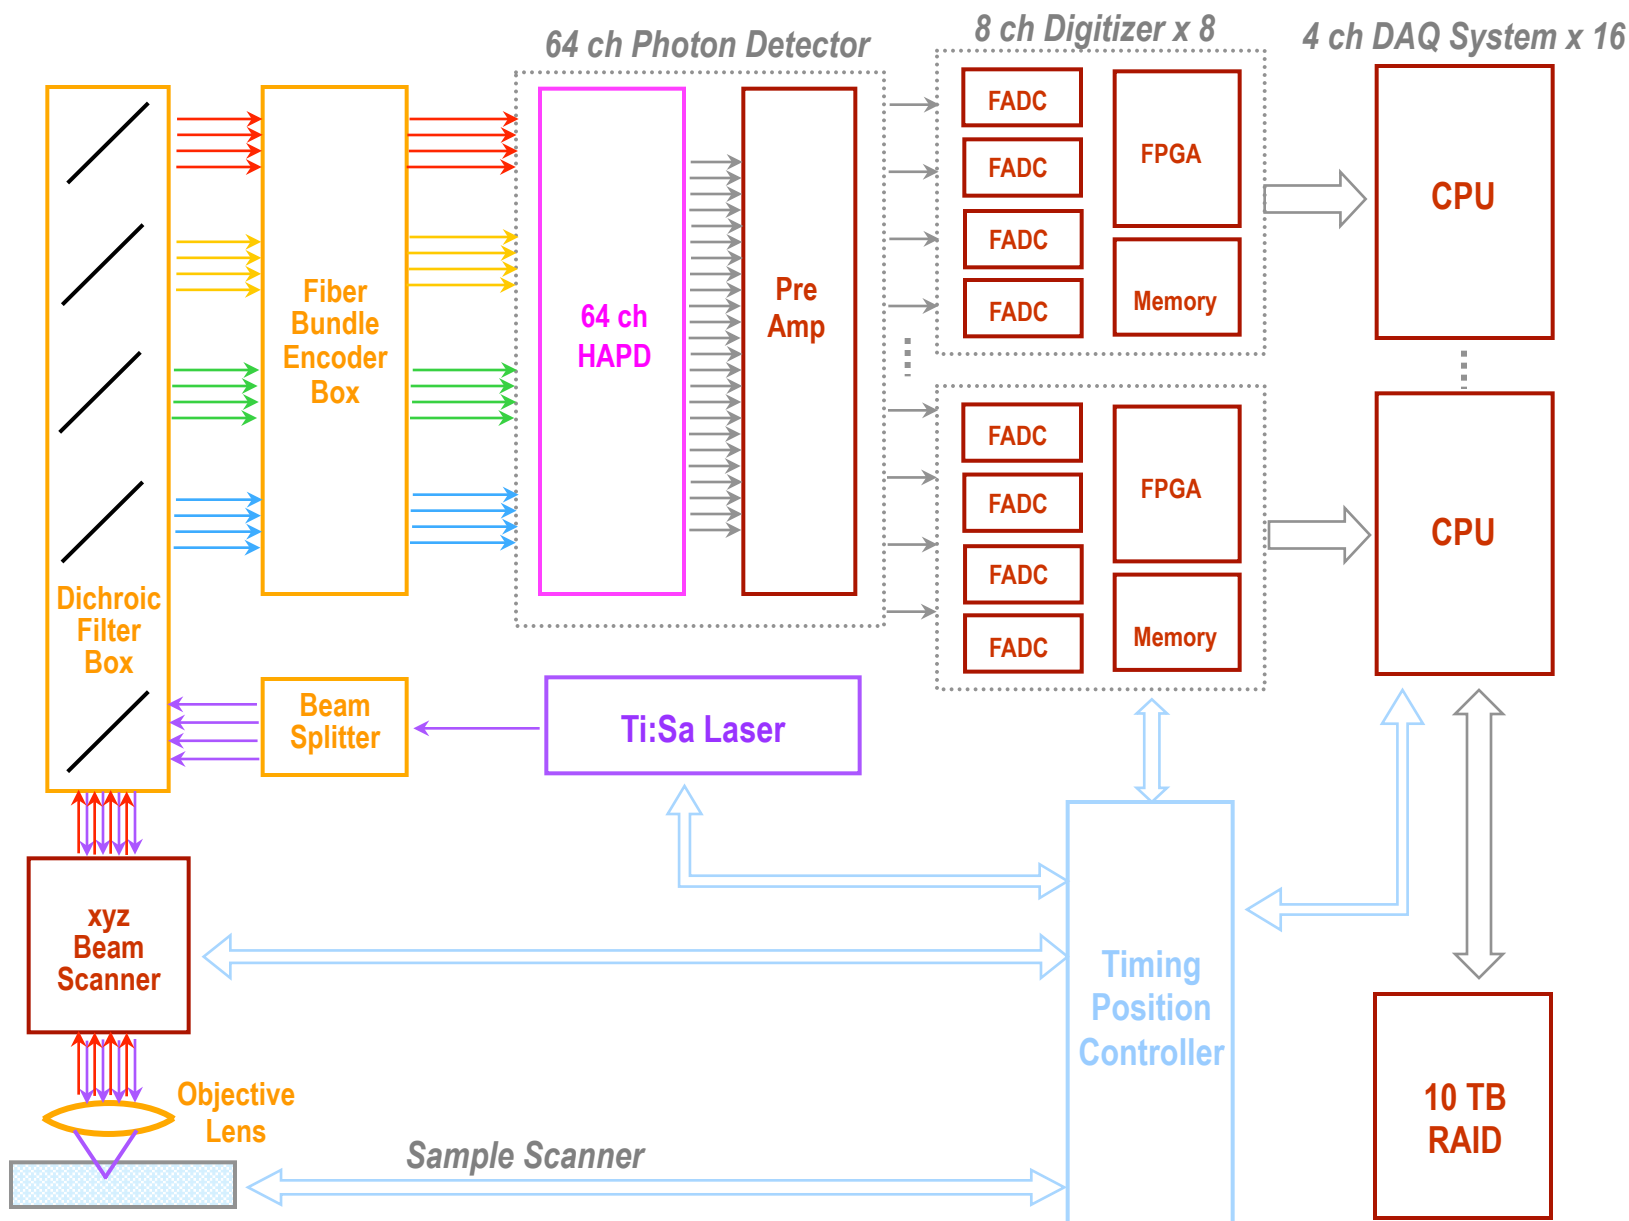 64 ch Photon Detector
8 ch Digitizer x 8
4 ch DAQ System x 16
Fiber
Bundle
Encoder
Box
64 ch
HAPD
Pre
Amp
FADC
FADC
FADC
FADC
FPGA
Memory
CPU
FADC
FADC
FADC
FADC
FPGA
Memory
CPU
Dichroic
Filter
Box
Beam
Splitter
Ti:Sa Laser
xyz
Beam
Scanner
Timing
Position
Controller
10 TB
RAID
Objective
Lens
Sample Scanner